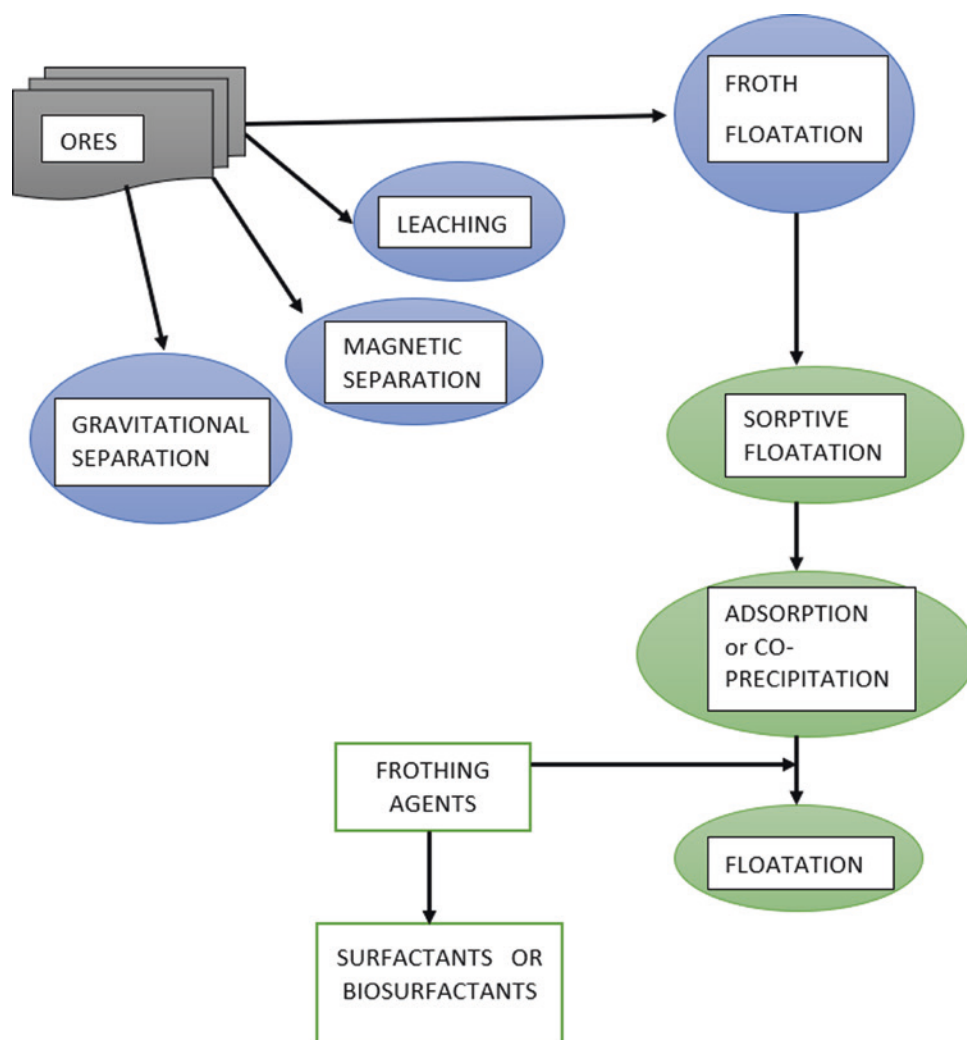 ORES
FROTH
FLOATATION
LEACHING
MAGNETIC
SEPARATION
GRAVITATIONAL
SEPARATION
SORPTIVE
FLOATATION
ADSORPTION
or CO-
PRECIPITATION
FROTHING
AGENTS
FLOATATION
SURFACTANTS OR
BIOSURFACTANTS